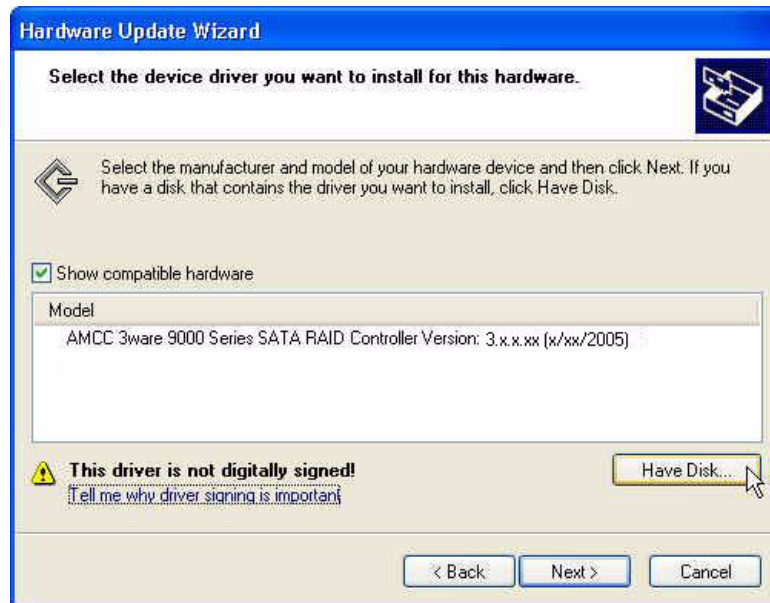 Hardware Update Wizard
Select the device driver you want to install for this hardware.
Select the manufacturer and model of your hardware device and then click Next. If you
have a disk that contains the driver you want to install, click Have Disk.
Show compatible hardware
Model
AMCC 3ware 9000 Series SATA RAID Controller Version: 3.x.x.xx (x/xx/2005)
This driver is not digitally signed!
Have Disk...
Tell me why driver signing is important
< Back
Next >
Cancel